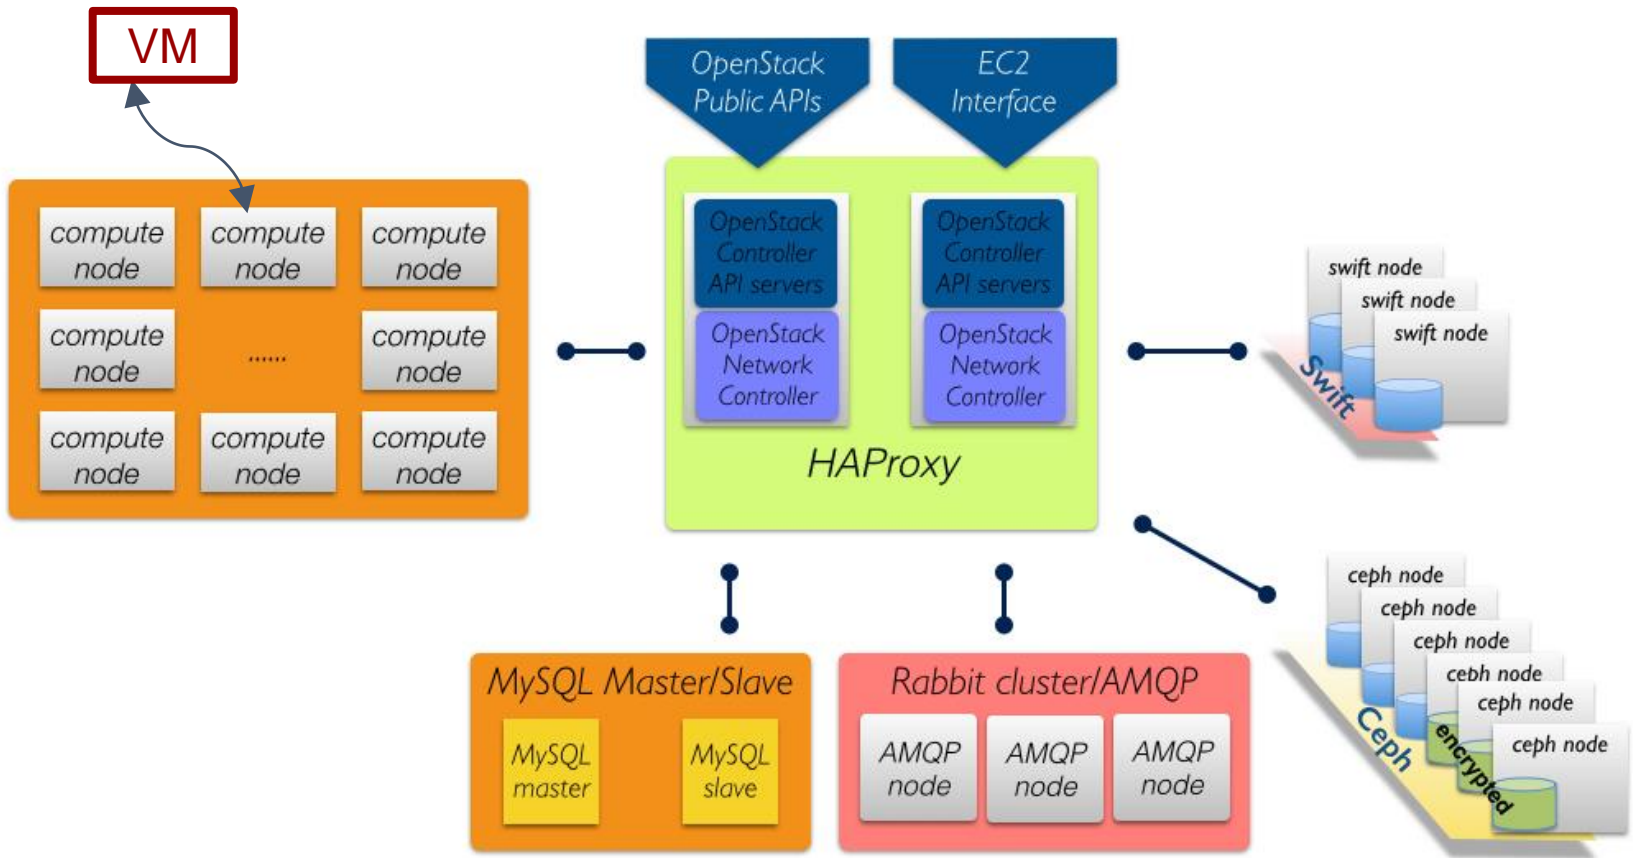 VM
OpenStack
Public APIs
EC2
Interface
compute
node
compute
node
compute
node
compute
node
......
compute
node
compute
node
compute
node
compute
node
OpenStack
Controller
API servers
OpenStack
Network
Controller
OpenStack
Controller
API servers
OpenStack
Network
Controller
HAProxy
swift node
swift node
swift node
Swift
MySQL Master/Slave
MySQL
master
MySQL
slave
Rabbit cluster/AMQP
AMQP
node
AMQP
node
AMQP
node
ceph node
ceph node
ceph node
ceph node
ceph node
ceph node
Ceph
encrypted